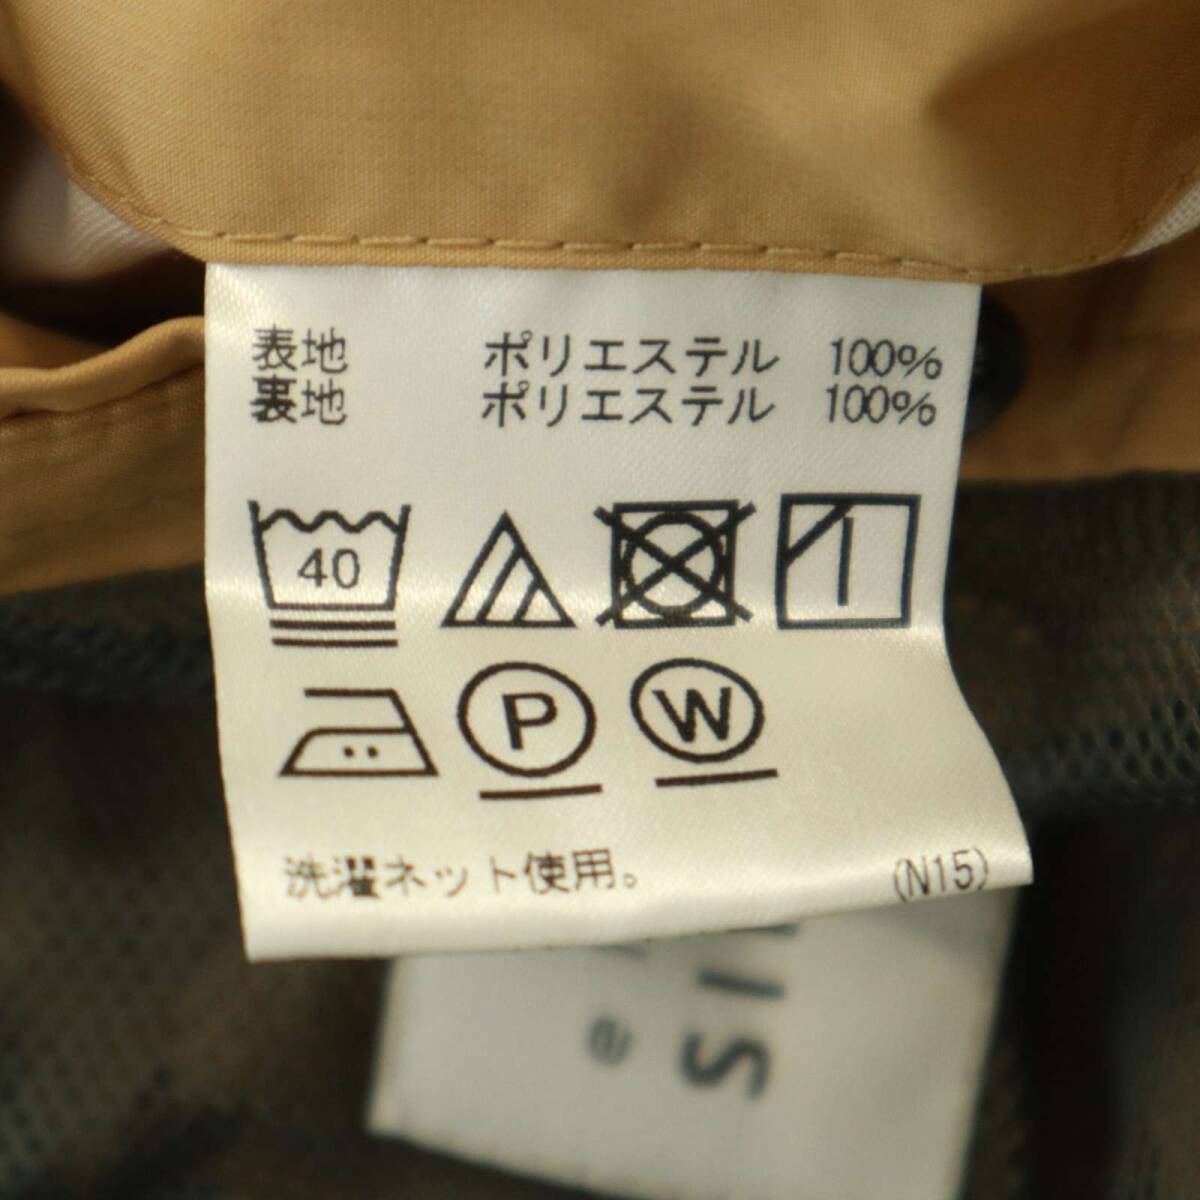 表地 ポリエステル 100%
裏地 ポリエステル 100%
40
P W
洗濯ネット使用。 (N15)